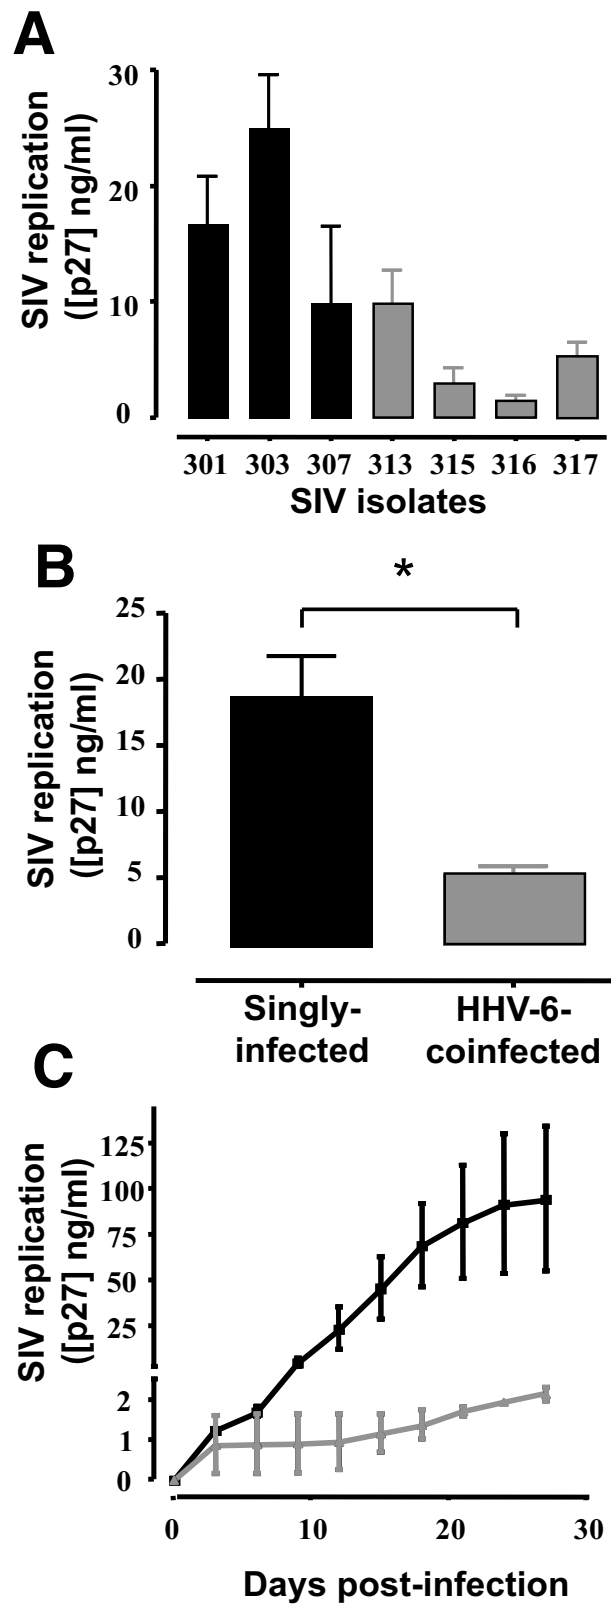 A
SIV replication
([p27] ng/ml)
30
20
10
0
301 303 307 313 315 316 317
SIV isolates
B
*
SIV replication
([p27] ng/ml)
25
20
15
10
5
0
Singly-
infected
HHV-6-
coinfected
C
SIV replication
([p27] ng/ml)
125
100
75
50
25
2
1
0
0 10 20 30
Days post-infection